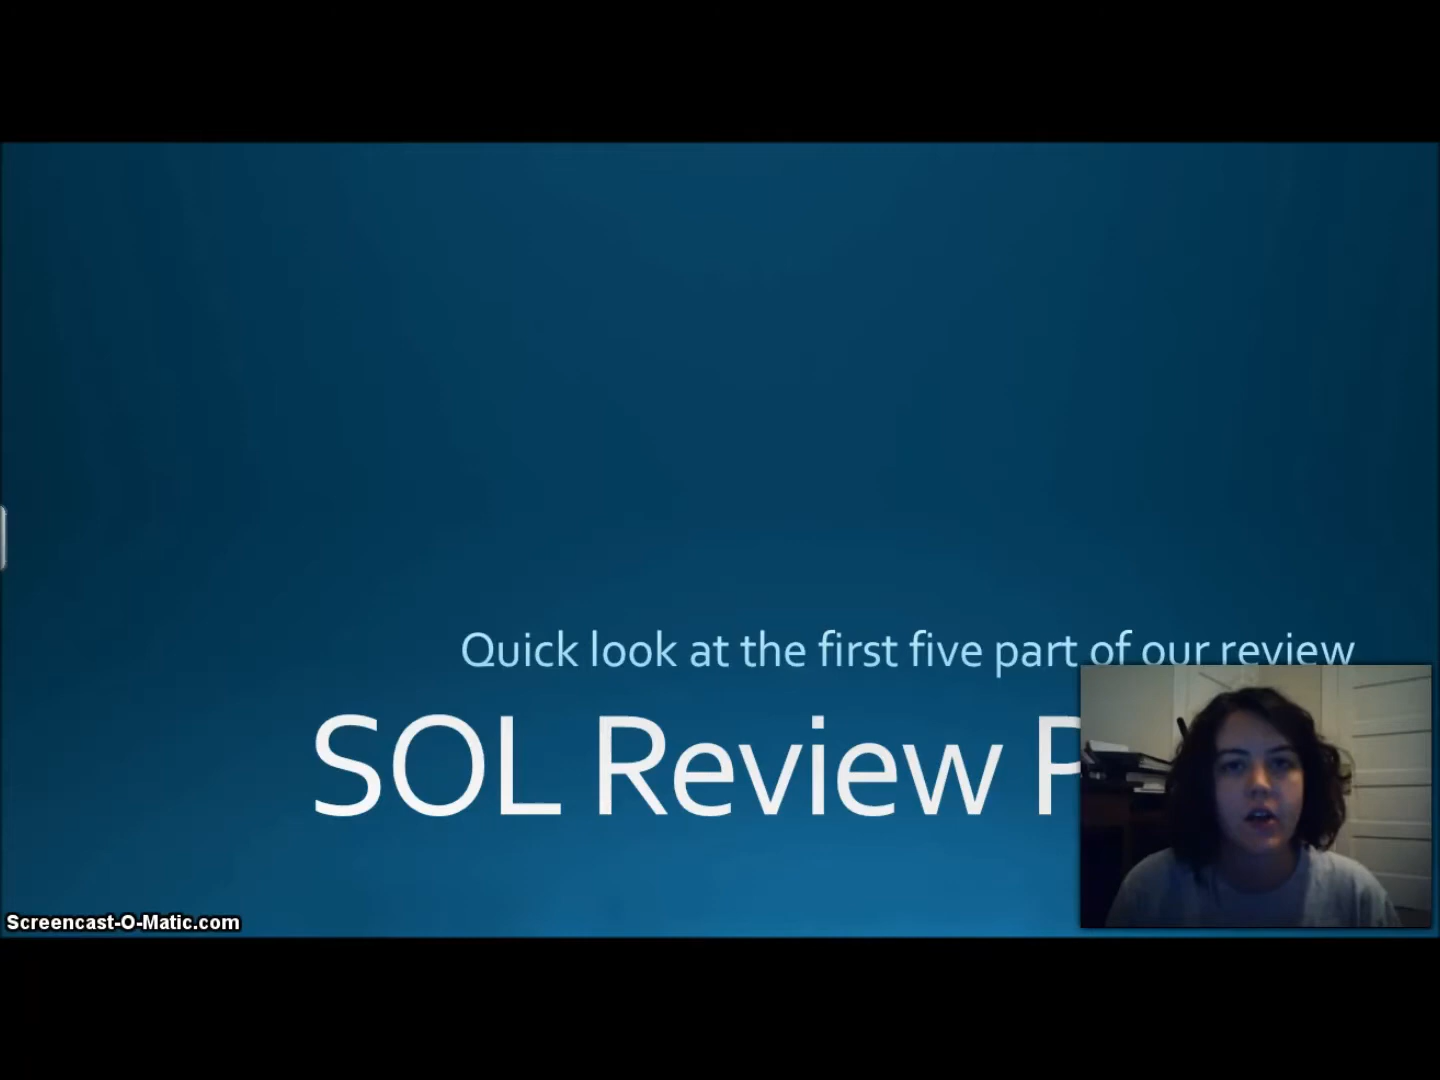 Quick look at the first five part of our review
SOL Review
Screencast-O-Matic.com